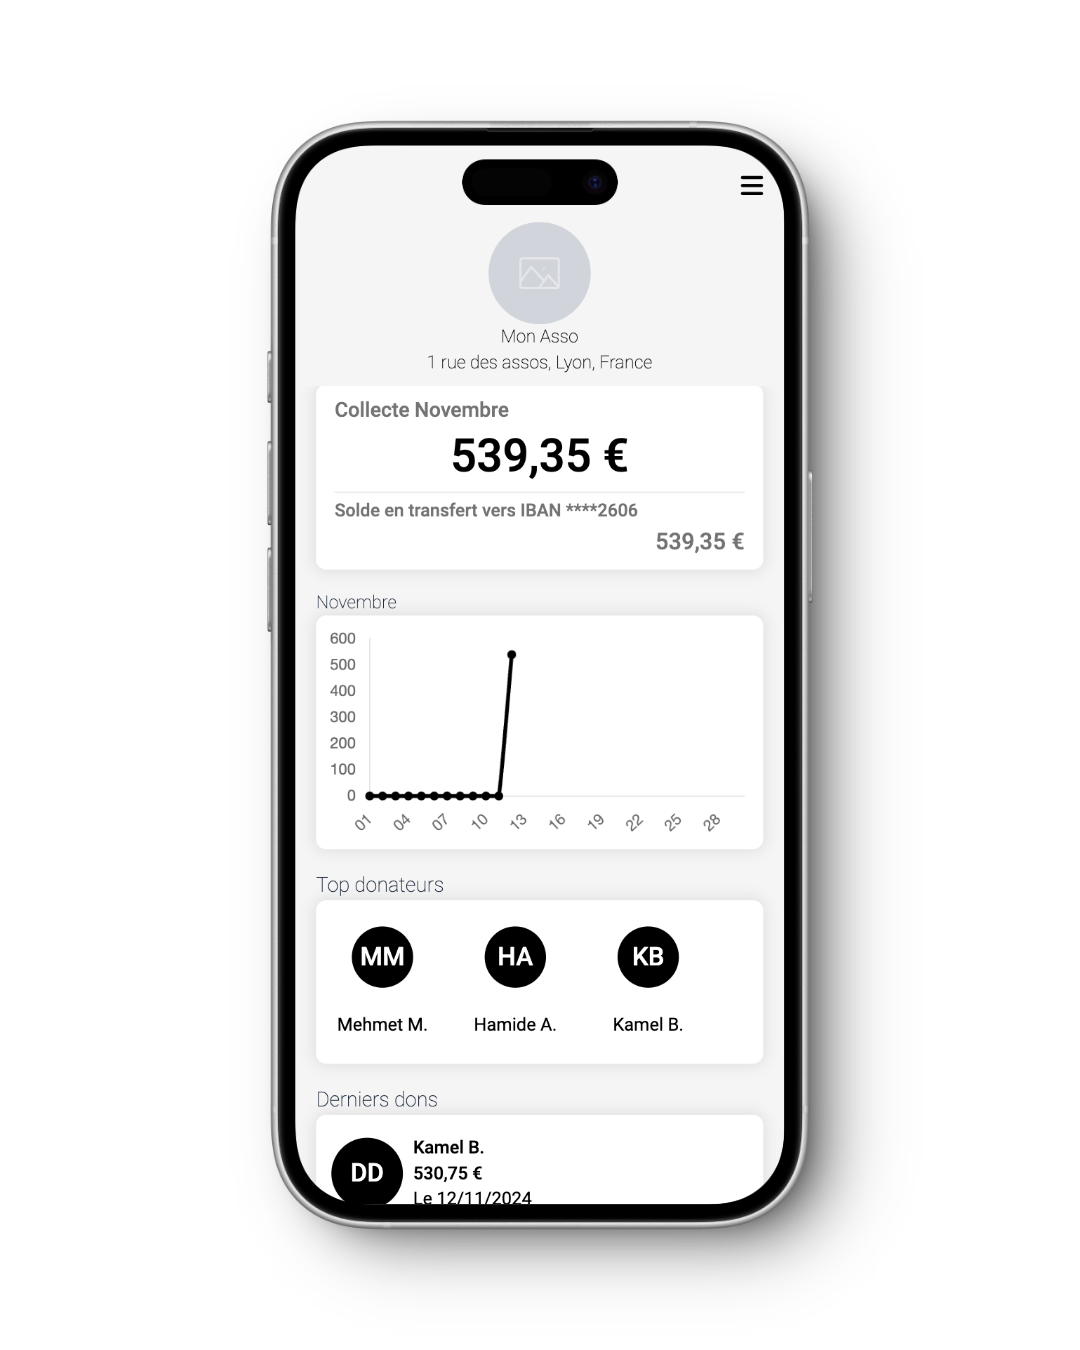 Mon Asso
1 rue des assos, Lyon, France
Collecte Novembre
539,35 €
Solde en transfert vers IBAN ****2606
539,35 €
Novembre
600
500
400
300
200
100
0
01 04 07 10 13 16 19 22 25 28
Top donateurs
MM HA KB
Mehmet M. Hamide A. Kamel B.
Derniers dons
DD
Kamel B.
530,75 €
Le 12/11/2024